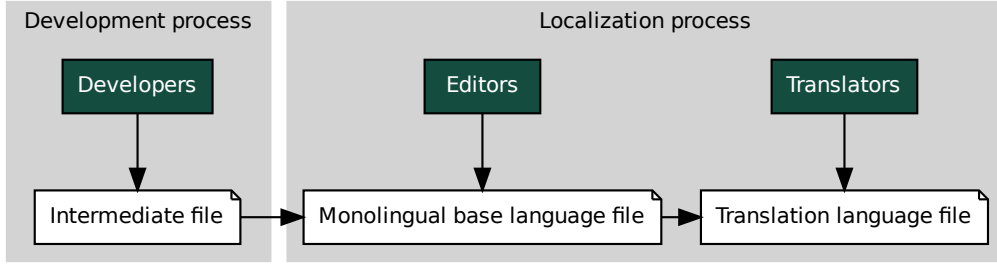 Development process
Localization process
Developers
Editors
Translators
Intermediate file
Monolingual base language file
Translation language file